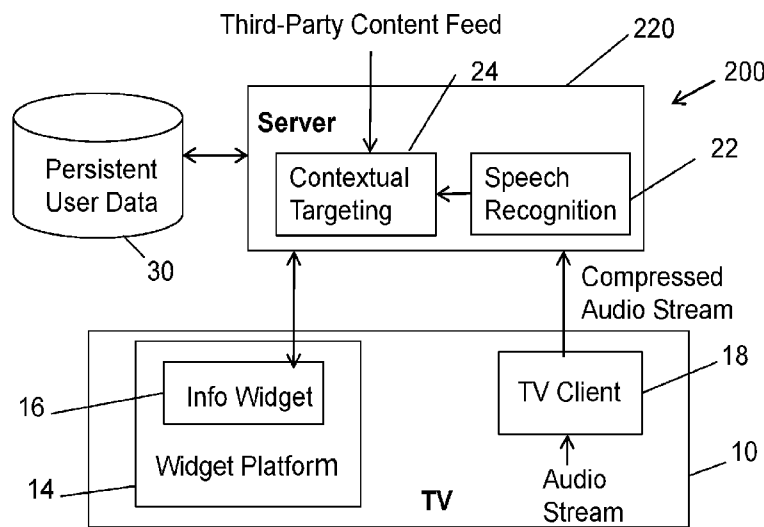 Third-Party Content Feed
220
24
200
Server
22
Persistent
User Data
Contextual
Targeting
Speech
Recognition
30
Compressed
Audio Stream
18
16
Info Widget
TV Client
Widget Platform
10
14
TV
Audio
Stream